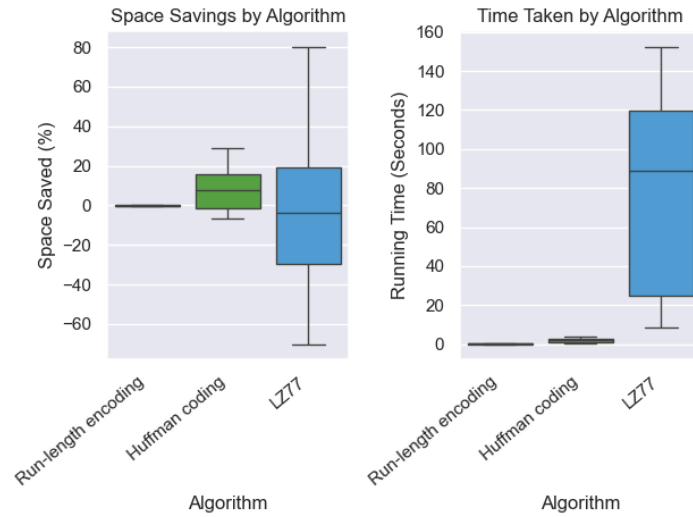 Space Savings by Algorithm
Space Saved (%)
80
60
40
20
0
−20
−40
−60
Run-length encoding
Huffman coding
LZ77
Algorithm
Time Taken by Algorithm
Running Time (Seconds)
160
140
120
100
80
60
40
20
0
Run-length encoding
Huffman coding
LZ77
Algorithm